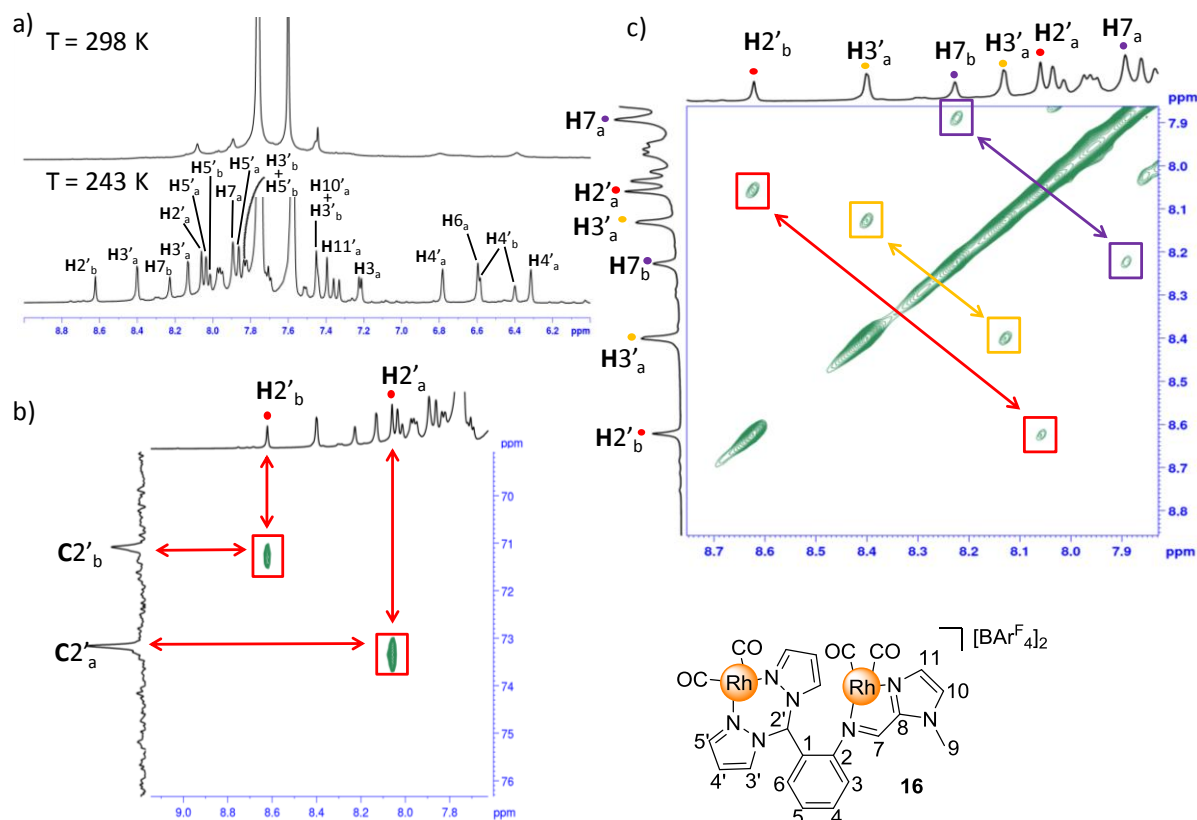 a)
T = 298 K
T = 243 K
H2'b
H3'a
H7b
H3'a
H2'a
H5'a
H5'b
H7a
H5'a
H3'b
+
H5'b
H10'a
+
H3'b
H11'a
H3a
H4'a
H6a
H4'b
H4'a
8.8 8.6 8.4 8.2 8.0 7.8 7.6 7.4 7.2 7.0 6.8 6.6 6.4 6.2 ppm
b)
H2'b
H2'a
ppm
C2'b
C2'a
70
71
72
73
74
75
76
9.0 8.8 8.6 8.4 8.2 8.0 7.8 ppm
c)
H2'b
H3'a
H7b
H3'a
H2'a
H7a
ppm
H7a
H2'a
H3'a
H7b
H3'a
H2'b
7.9
8.0
8.1
8.2
8.3
8.4
8.5
8.6
8.7
8.8
8.7 8.6 8.5 8.4 8.3 8.2 8.1 8.0 7.9 ppm
CO
OC
Rh
N
N
N
N
5'
4'
3'
2'
1
2
3
4
5
6
CO
CO
Rh
N
N
N
7
8
9
10
11
[BArF4]2
16